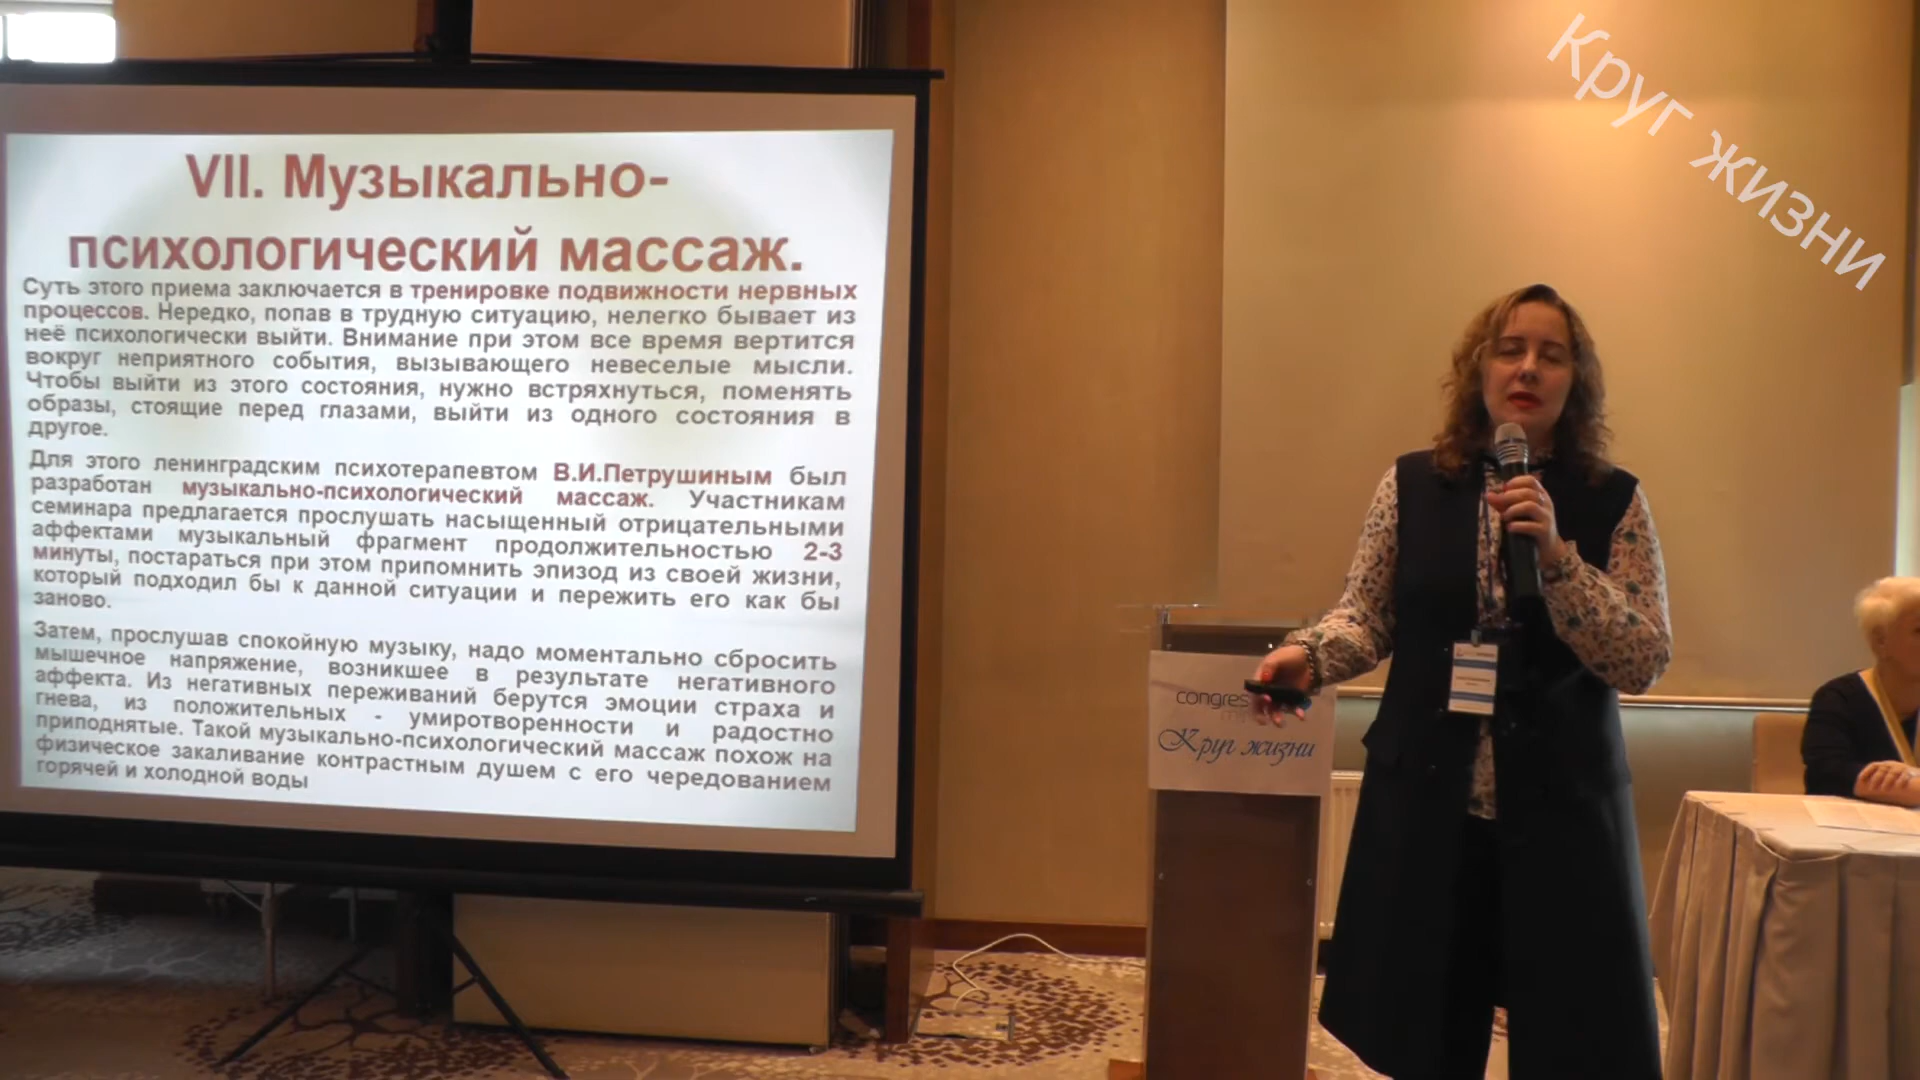 VII. Музыкально-
психологический массаж.
Суть этого приема заключается в тренировке подвижности нервных
процессов. Нередко, попав в трудную ситуацию, нелегко бывает из
неё психологически выйти. Внимание при этом все время вертится
вокруг неприятного события, вызывающего невеселые мысли.
Чтобы выйти из этого состояния, нужно встряхнуться, поменять
образы, стоящие перед глазами, выйти из одного состояния в
другое.
Для этого ленинградским психотерапевтом В.И.Петрушиным был
разработан музыкально-психологический массаж. Участникам
семинара предлагается прослушать насыщенный отрицательными
аффектами музыкальный фрагмент продолжительностью 2-3
минуты, постараться при этом припомнить эпизод из своей жизни,
который подходил бы к данной ситуации и пережить его как бы
заново.
Затем, прослушав спокойную музыку, надо моментально сбросить
мышечное напряжение, возникшее в результате негативного
аффекта. Из негативных переживаний берутся эмоции страха и
гнева, из положительных - умиротворенности и радостно
приподнятые. Такой музыкально-психологический массаж похож на
физическое закаливание контрастным душем с его чередованием
горячей и холодной воды
Круг жизни
congres
Круг жизни